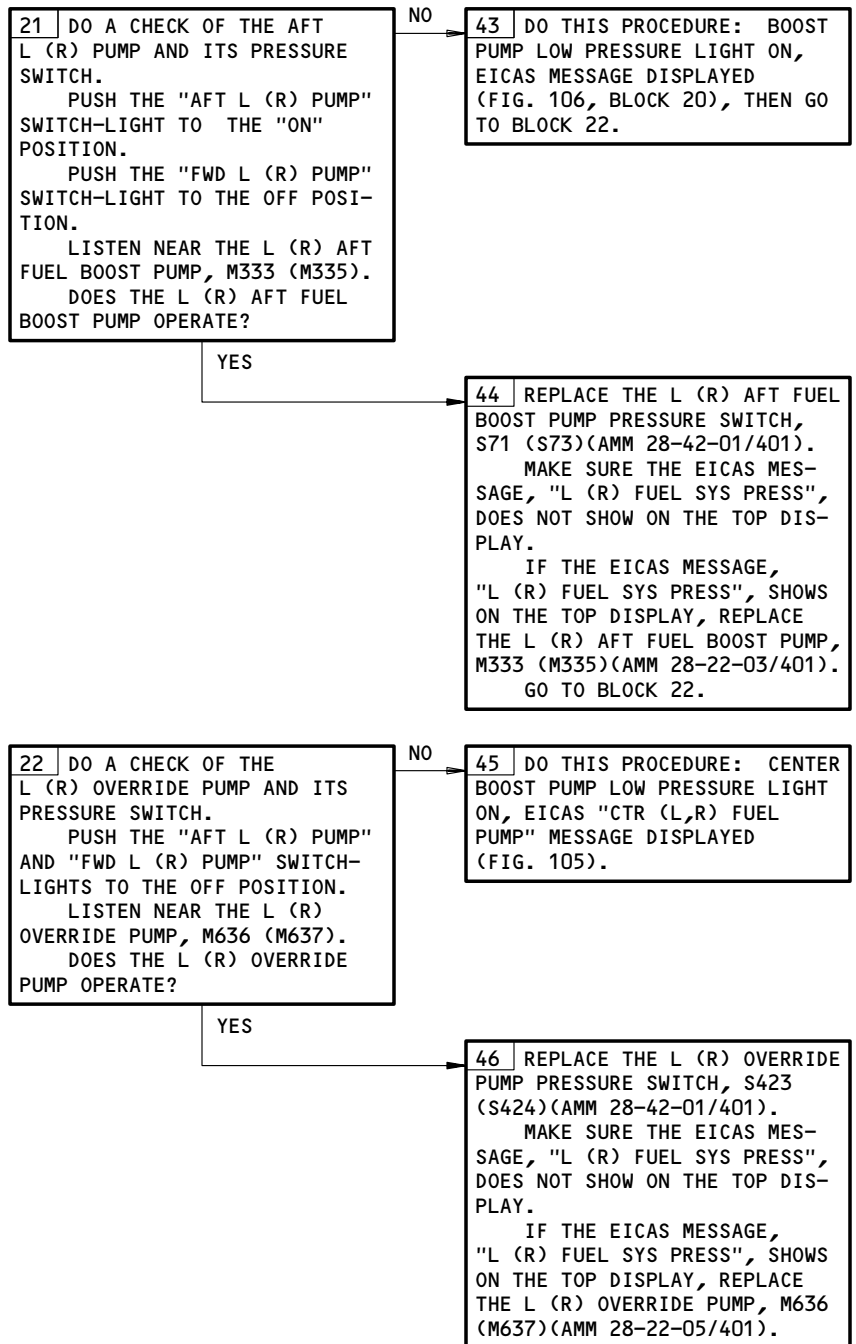 21 DO A CHECK OF THE AFT
L (R) PUMP AND ITS PRESSURE
SWITCH.
PUSH THE "AFT L (R) PUMP"
SWITCH-LIGHT TO THE "ON"
POSITION.
PUSH THE "FWD L (R) PUMP"
SWITCH-LIGHT TO THE OFF POSI-
TION.
LISTEN NEAR THE L (R) AFT
FUEL BOOST PUMP, M333 (M335).
DOES THE L (R) AFT FUEL
BOOST PUMP OPERATE?
NO
43 DO THIS PROCEDURE: BOOST
PUMP LOW PRESSURE LIGHT ON,
EICAS MESSAGE DISPLAYED
(FIG. 106, BLOCK 20), THEN GO
TO BLOCK 22.
YES
44 REPLACE THE L (R) AFT FUEL
BOOST PUMP PRESSURE SWITCH,
S71 (S73)(AMM 28-42-01/401).
MAKE SURE THE EICAS MES-
SAGE, "L (R) FUEL SYS PRESS",
DOES NOT SHOW ON THE TOP DIS-
PLAY.
IF THE EICAS MESSAGE,
"L (R) FUEL SYS PRESS", SHOWS
ON THE TOP DISPLAY, REPLACE
THE L (R) AFT FUEL BOOST PUMP,
M333 (M335)(AMM 28-22-03/401).
GO TO BLOCK 22.
22 DO A CHECK OF THE
L (R) OVERRIDE PUMP AND ITS
PRESSURE SWITCH.
PUSH THE "AFT L (R) PUMP"
AND "FWD L (R) PUMP" SWITCH-
LIGHTS TO THE OFF POSITION.
LISTEN NEAR THE L (R)
OVERRIDE PUMP, M636 (M637).
DOES THE L (R) OVERRIDE
PUMP OPERATE?
NO
45 DO THIS PROCEDURE: CENTER
BOOST PUMP LOW PRESSURE LIGHT
ON, EICAS "CTR (L,R) FUEL
PUMP" MESSAGE DISPLAYED
(FIG. 105).
YES
46 REPLACE THE L (R) OVERRIDE
PUMP PRESSURE SWITCH, S423
(S424)(AMM 28-42-01/401).
MAKE SURE THE EICAS MES-
SAGE, "L (R) FUEL SYS PRESS",
DOES NOT SHOW ON THE TOP DIS-
PLAY.
IF THE EICAS MESSAGE,
"L (R) FUEL SYS PRESS", SHOWS
ON THE TOP DISPLAY, REPLACE
THE L (R) OVERRIDE PUMP, M636
(M637)(AMM 28-22-05/401).